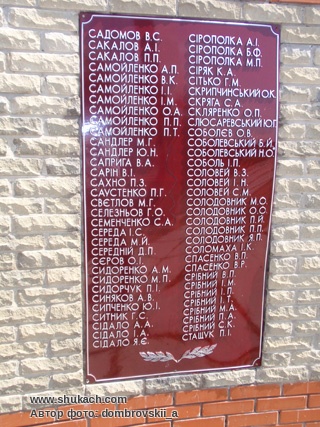 САДОМОВ В.С.
САКАЛОВ А.І.
САКАЛОВ П.П.
САМОЙЛЕНКО А.П.
САМОЙЛЕНКО В.К.
САМОЙЛЕНКО І.І.
САМОЙЛЕНКО І.М.
САМОЙЛЕНКО О.А.
САМОЙЛЕНКО П.П.
САМОЙЛЕНКО П.Т.
САНДЛЕР М.Г.
САНДЛЕР Ю.Н.
САПРИГА В.А.
САРІН В.І.
САХНО П.З.
САУСТЕНКО П.Г.
СВЄТЛОВ М.Г.
СЕЛЕЗНЬОВ Г.О.
СЕМЕНЧЕНКО С.А.
СЕРЕДА І.С.
СЕРЕДА М.Й.
СЕРЕДНІЙ Д.П.
СЄРОВ О.І.
СИДОРЕНКО А.М.
СИДОРЕНКО М.П.
СИДОРЧУК П.І.
СИНЯКОВ А.В.
СИПЧЕНКО Ю.І.
СИТНИК Г.С.
СІДАЛО А.А.
СІДАЛО І.А.
СІДАЛО Я.Є.
СІРОПОЛКА А.І.
СІРОПОЛКА Б.Ф.
СІРОПОЛКА М.П.
СІРЯК К.А.
СІТЬКО Г.М.
СКРИПЧИНСЬКИЙ О.К.
СКРЯГА С.А.
СКЛЯРЕНКО О.П.
СЛЮСАРЕВСЬКИЙ Ю.Г.
СОБОЛЄВ О.В.
СОБОЛЕВСЬКИЙ Б.Й.
СОБОЛЕВСЬКИЙ Н.О.
СОБОЛЬ І.П.
СОЛОВЕЙ В.З.
СОЛОВЕЙ І.Н.
СОЛОВЕЙ С.М.
СОЛОДОВНИК М.О.
СОЛОДОВНИК О.О.
СОЛОДОВНИК П.Й.
СОЛОДОВНИК П.П.
СОЛОДОВНИК Я.П.
СОЛОМАХА І.К.
СПАСЕНКО В.П.
СПАСЕНКО В.Р.
СРІБНИЙ В.П.
СРІБНИЙ І.М.
СРІБНИЙ І.П.
СРІБНИЙ І.Т.
СРІБНИЙ М.А.
СРІБНИЙ П.А.
СРІБНИЙ С.К.
СТАЩУК П.І.
www.shukach.com
Автор фото: dombrovskii_a